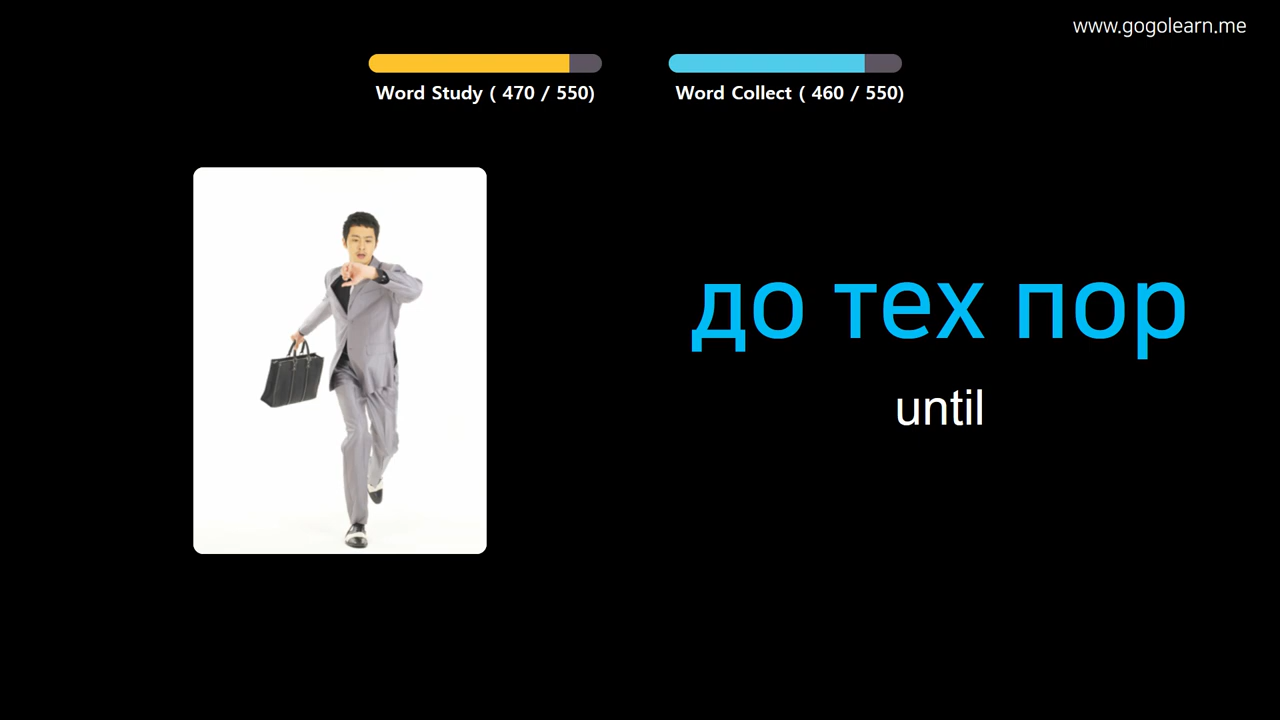 www.gogolearn.me
Word Study ( 470 / 550)
Word Collect ( 460 / 550)
до тех пор
until